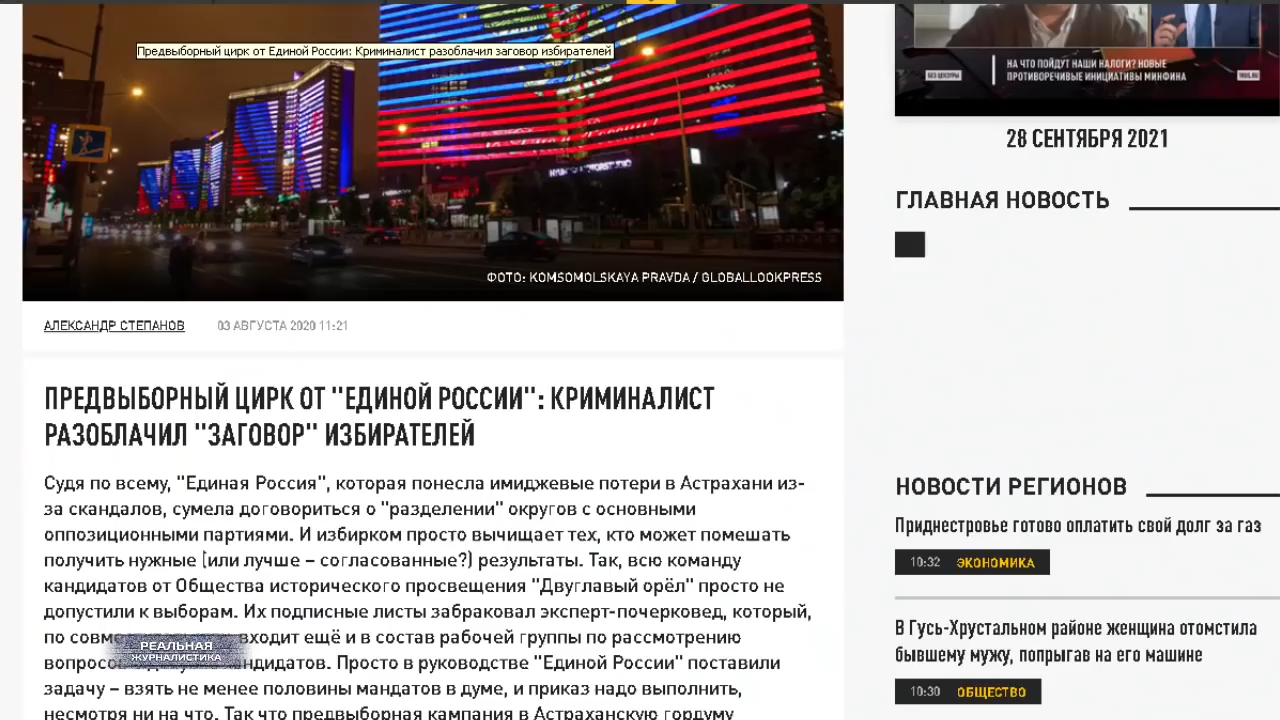 Предвыборный цирк от Единой России: Криминалист разоблачил заговор избирателей
ФОТО: KOMSOMOLSKAYA PRAVDA / GLOBALLOOKPRESS
АЛЕКСАНДР СТЕПАНОВ 03 АВГУСТА 2020 11:21
ПРЕДВЫБОРНЫЙ ЦИРК ОТ "ЕДИНОЙ РОССИИ": КРИМИНАЛИСТ
РАЗОБЛАЧИЛ "ЗАГОВОР" ИЗБИРАТЕЛЕЙ
Судя по всему, "Единая Россия", которая понесла имиджевые потери в Астрахани из-
за скандалов, сумела договориться о "разделении" округов с основными
оппозиционными партиями. И избирком просто вычищает тех, кто может помешать
получить нужные (или лучше – согласованные?) результаты. Так, всю команду
кандидатов от Общества исторического просвещения "Двуглавый орёл" просто не
допустили к выборам. Их подписные листы забраковал эксперт-почерковед, который,
по входит ещё и в состав рабочей группы по рассмотрению
Просто в руководстве "Единой России" поставили
задачу – взять не менее половины мандатов в думе, и приказ надо выполнить,
несмотря ни на что. Так что предвыборная кампания в Астраханскую гордуму
РЕАЛЬНАЯ
ЖУРНАЛИСТИКА
НА ЧТО ПОЙДУТ НАШИ НАЛОГИ? НОВЫЕ
ПРОТИВОРЕЧИВЫЕ ИНИЦИАТИВЫ МИНФИНА
БЕЗ ЦЕНЗУРЫ
28 СЕНТЯБРЯ 2021
ГЛАВНАЯ НОВОСТЬ
НОВОСТИ РЕГИОНОВ
Приднестровье готово оплатить свой долг за газ
10:32 ЭКОНОМИКА
В Гусь-Хрустальном районе женщина отомстила
бывшему мужу, попрыгав на его машине
10:30 ОБЩЕСТВО